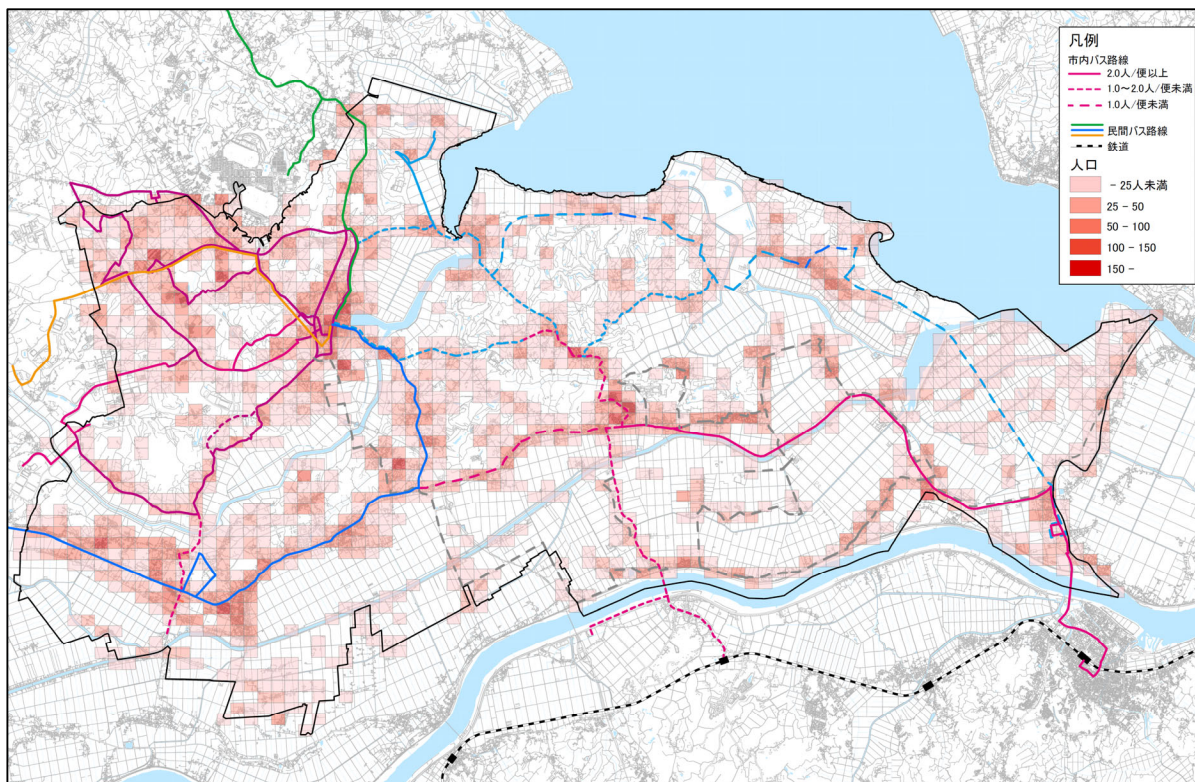 凡例
市内バス路線
2.0人/便以上
1.0～2.0人/便未満
1.0人/便未満
民間バス路線
鉄道
人口
- 25人未満
25 - 50
50 - 100
100 - 150
150 -